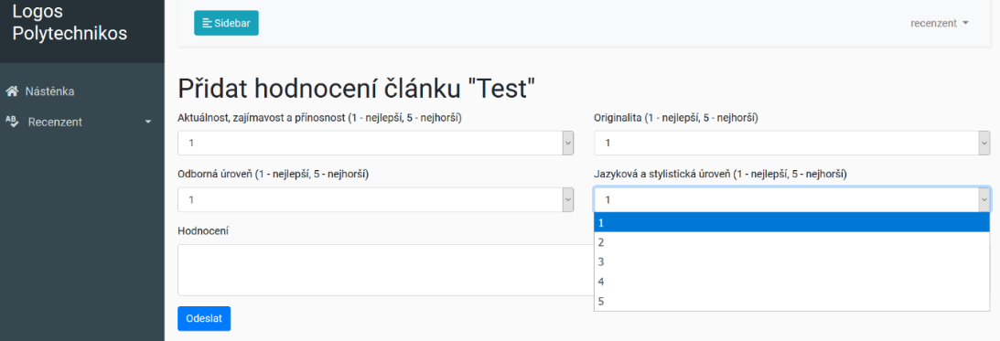 Logos
Polytechnikos
Sidebar
recenzent
Nástěnka
Recenzent
Přidat hodnocení článku "Test"
Aktuálnost, zajímavost a přínosnost (1 - nejlepší, 5 - nejhorší)
1
Originalita (1 - nejlepší, 5 - nejhorší)
1
Odborná úroveň (1 - nejlepší, 5 - nejhorší)
1
Jazyková a stylistická úroveň (1 - nejlepší, 5 - nejhorší)
1
1
2
3
4
5
Hodnocení
Odeslat